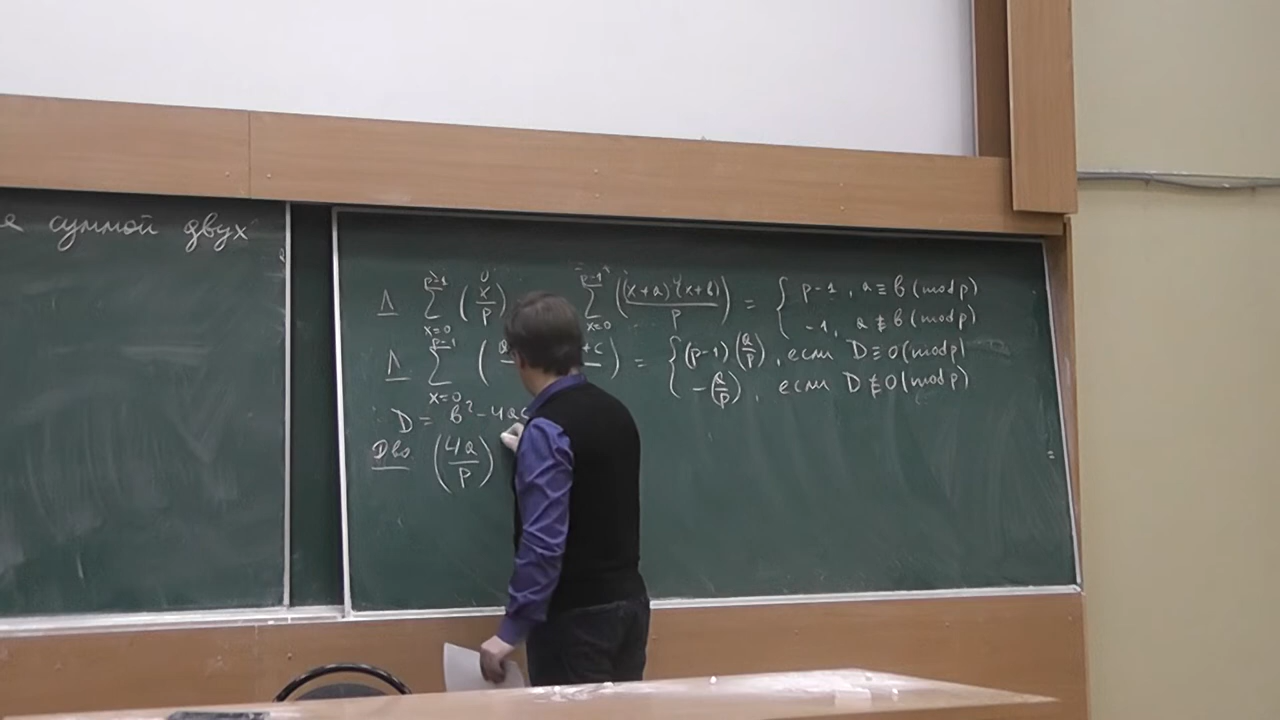 е суммой двух
Л ∑_{x=0}^{p-1} (x/p) ∑_{x=0}^{p-1} ((x+a)(x+b)/p) = { p-1, a ≡ b (mod p)
-1, a ≢ b (mod p)
Л ∑_{x=0}^{p-1} ( +c ) = { (p-1)(a/p), если D ≡ 0 (mod p)
-(a/p), если D ≢ 0 (mod p)
D = b² - 4ac
Д-во (4a/p)